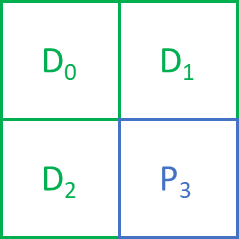 D₀ D₁
D₂ P₃